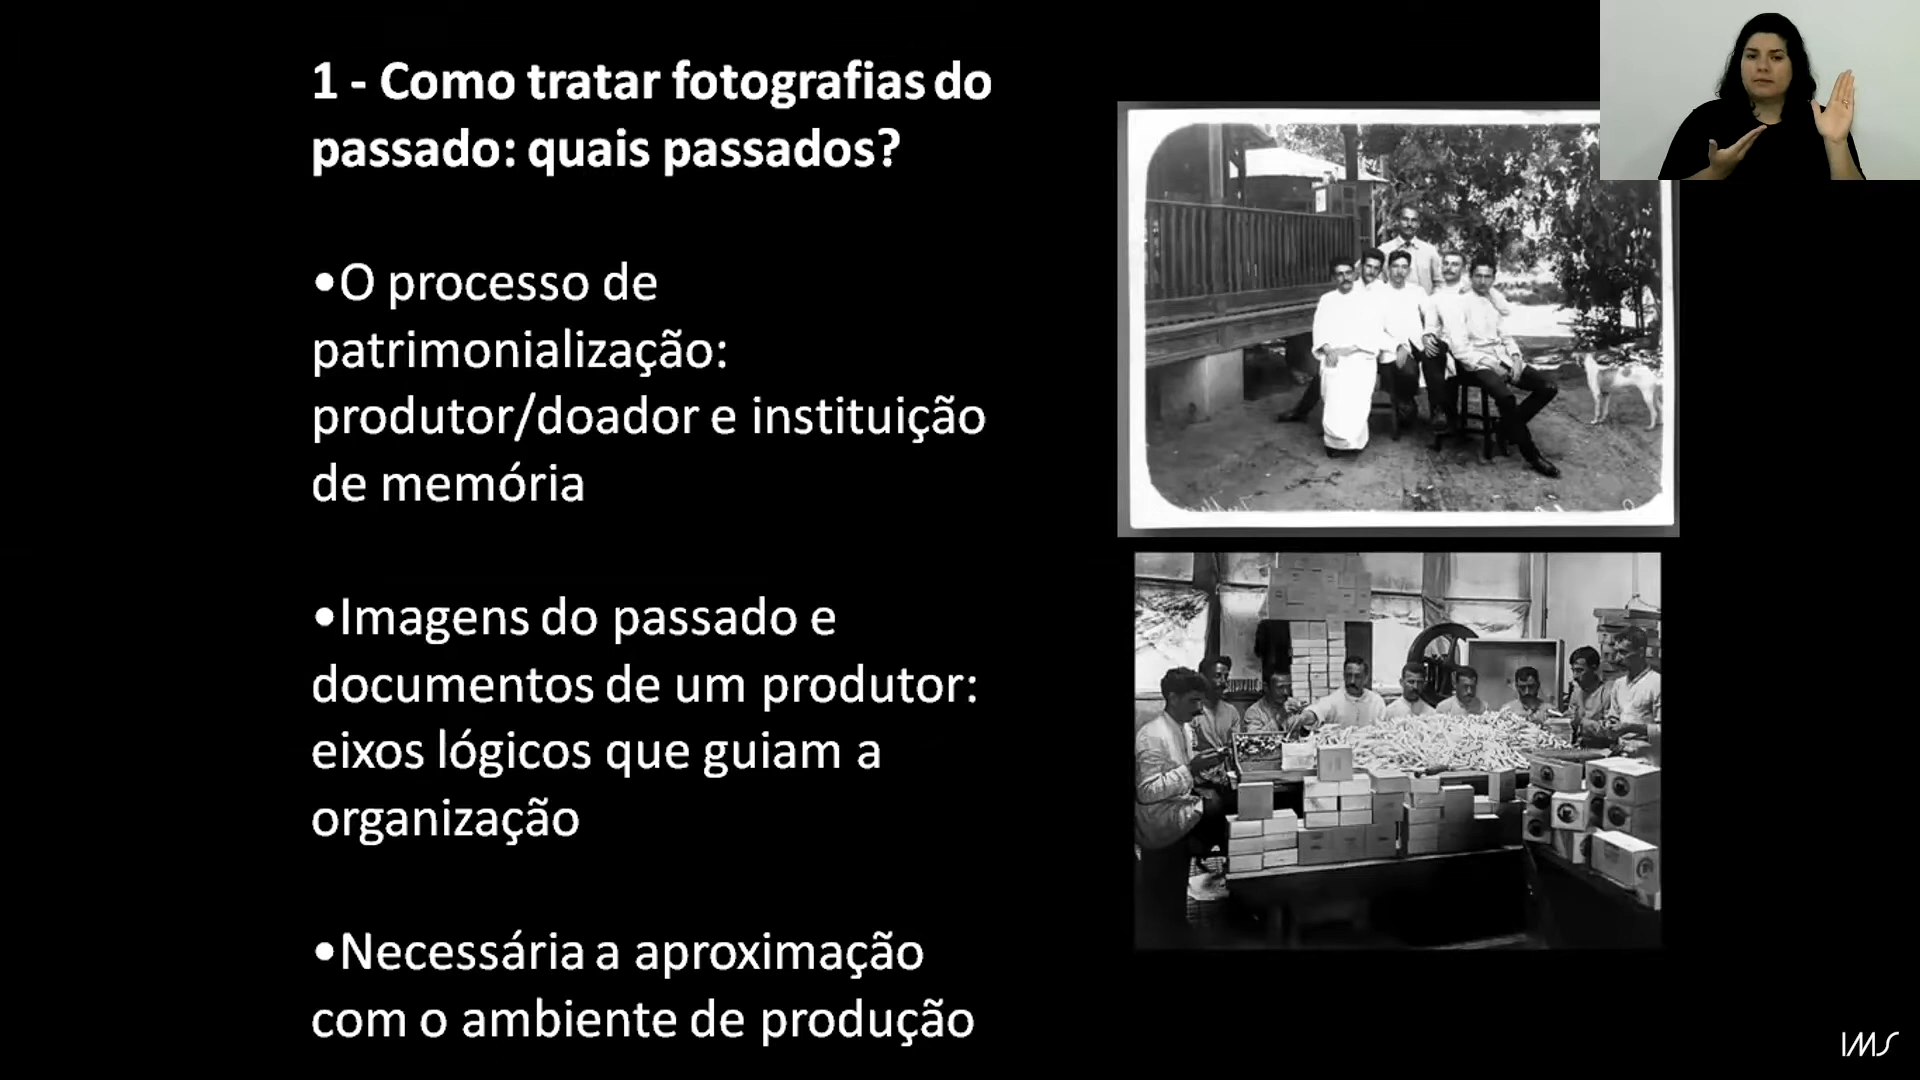 1 - Como tratar fotografias do
passado: quais passados?
•O processo de
patrimonialização:
produtor/doador e instituição
de memória
•Imagens do passado e
documentos de um produtor:
eixos lógicos que guiam a
organização
•Necessária a aproximação
com o ambiente de produção
IMS